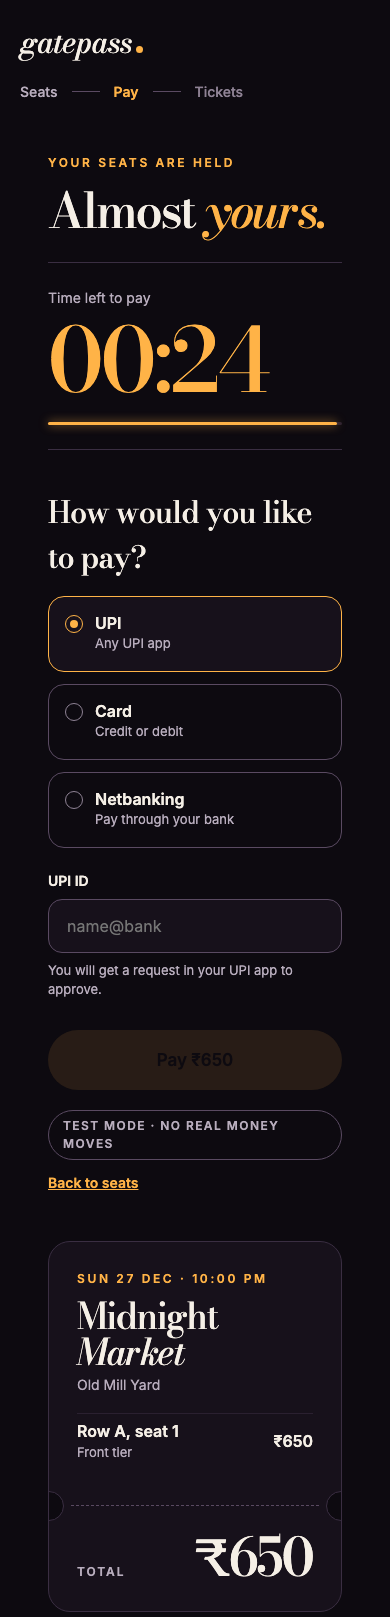 gatepass.
Seats
Pay
Tickets
YOUR SEATS ARE HELD
Almost yours.
Time left to pay
00:24
How would you like
to pay?
UPI
Any UPI app
Card
Credit or debit
Netbanking
Pay through your bank
UPI ID
name@bank
You will get a request in your UPI app to
approve.
Pay ₹650
TEST MODE · NO REAL MONEY
MOVES
Back to seats
SUN 27 DEC · 10:00 PM
Midnight
Market
Old Mill Yard
Row A, seat 1
Front tier
₹650
TOTAL
₹650